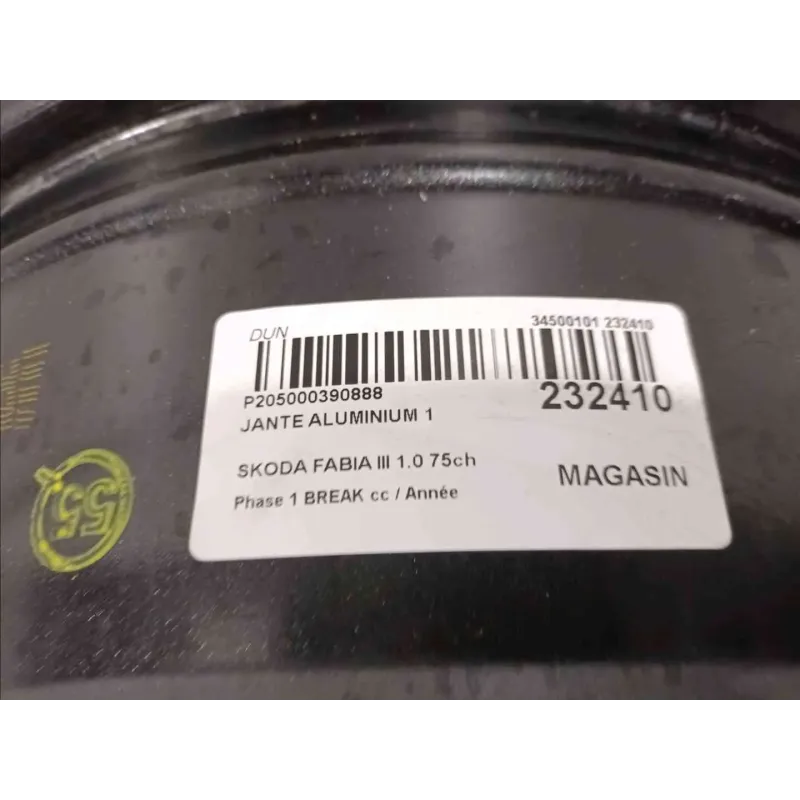 DUN
34500101 232410
P205000390888
232410
JANTE ALUMINIUM 1
SKODA FABIA III 1.0 75ch
MAGASIN
Phase 1 BREAK cc / Année
55